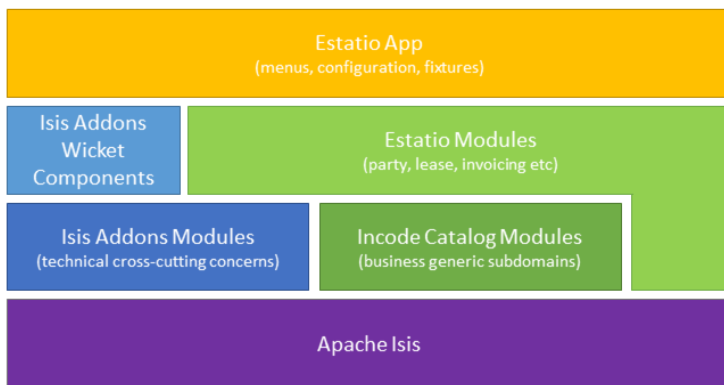 Estatio App
(menus, configuration, fixtures)
Isis Addons
Wicket
Components
Estatio Modules
(party, lease, invoicing etc)
Isis Addons Modules
(technical cross-cutting concerns)
Incode Catalog Modules
(business generic subdomains)
Apache Isis